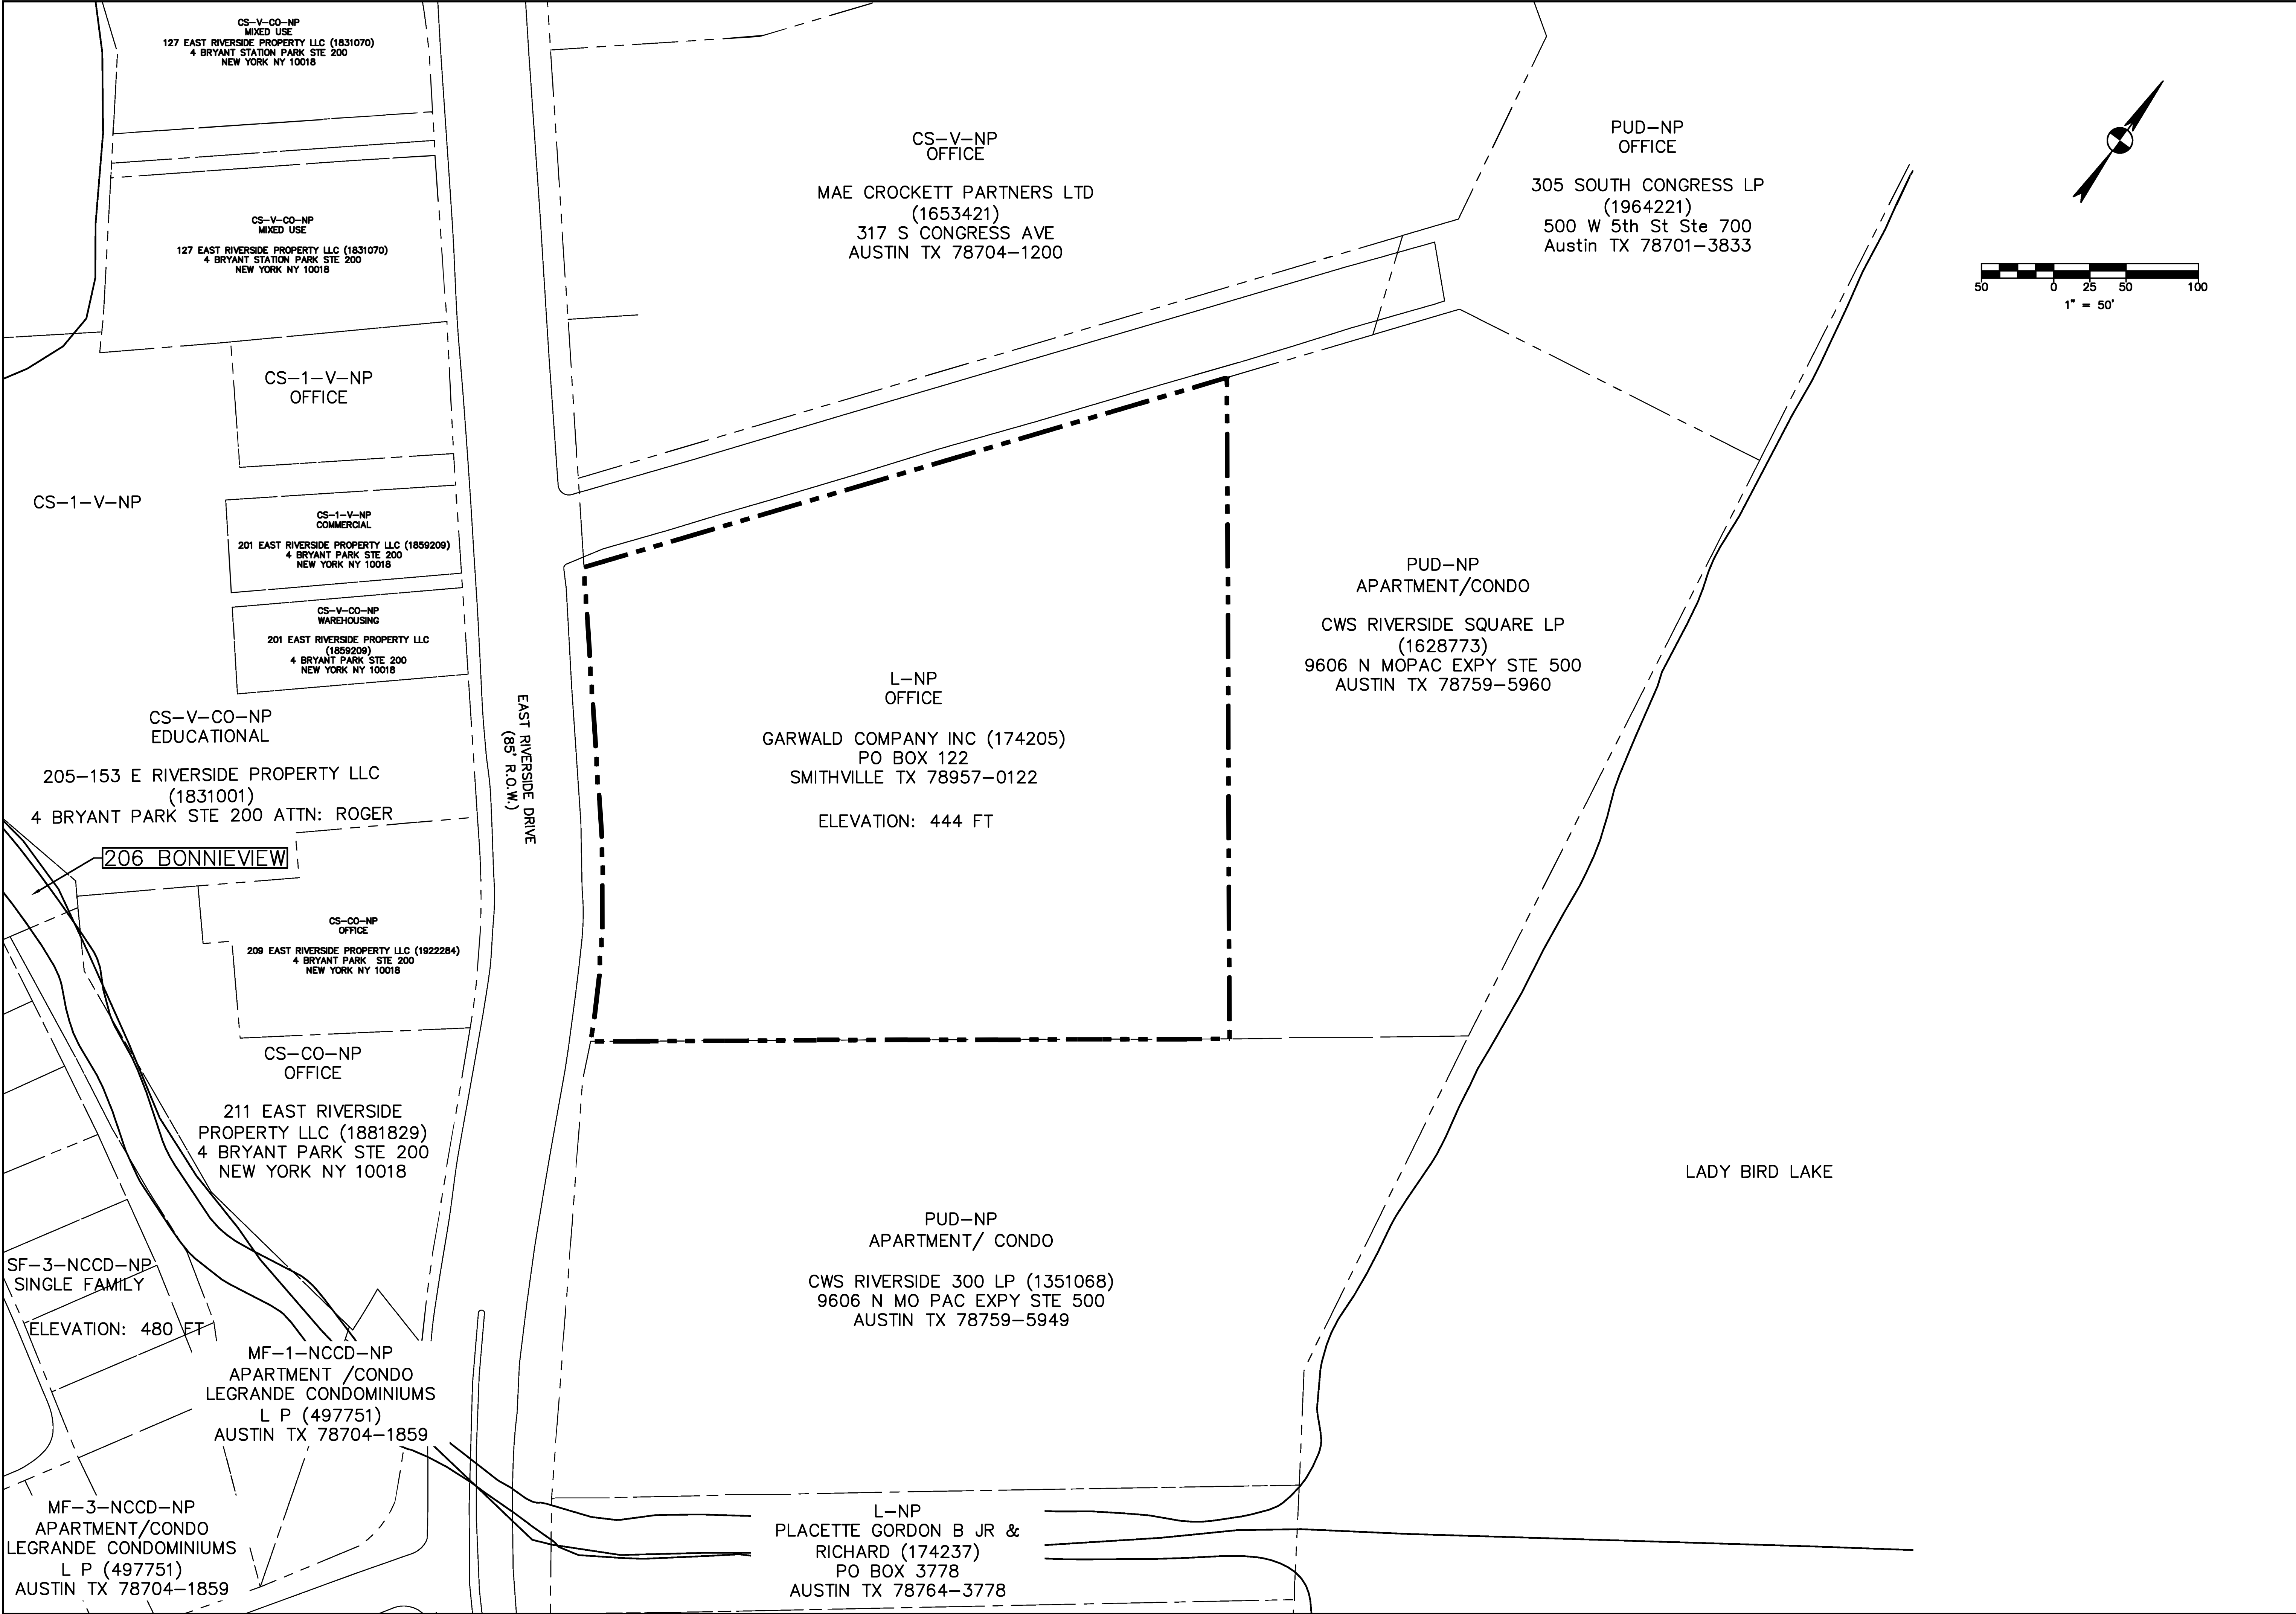 CS-V-CO-NP
MIXED USE
127 EAST RIVERSIDE PROPERTY LLC (1831070)
4 BRYANT STATION PARK STE 200
NEW YORK NY 10018
CS-V-NP
OFFICE
MAE CROCKETT PARTNERS LTD
(1653421)
317 S CONGRESS AVE
AUSTIN TX 78704-1200
PUD-NP
OFFICE
305 SOUTH CONGRESS LP
(1964221)
500 W 5th St Ste 700
Austin TX 78701-3833
50 0 25 50 100
1" = 50'
CS-V-CO-NP
MIXED USE
127 EAST RIVERSIDE PROPERTY LLC (1831070)
4 BRYANT STATION PARK STE 200
NEW YORK NY 10018
CS-1-V-NP
OFFICE
CS-1-V-NP
CS-1-V-NP
COMMERCIAL
201 EAST RIVERSIDE PROPERTY LLC (1859209)
4 BRYANT PARK STE 200
NEW YORK NY 10018
CS-V-CO-NP
WAREHOUSING
201 EAST RIVERSIDE PROPERTY LLC
(1859209)
4 BRYANT PARK STE 200
NEW YORK NY 10018
CS-V-CO-NP
EDUCATIONAL
205-153 E RIVERSIDE PROPERTY LLC
(1831001)
4 BRYANT PARK STE 200 ATTN: ROGER
EAST RIVERSIDE DRIVE
(85' R.O.W.)
L-NP
OFFICE
GARWALD COMPANY INC (174205)
PO BOX 122
SMITHVILLE TX 78957-0122
ELEVATION: 444 FT
PUD-NP
APARTMENT/CONDO
CWS RIVERSIDE SQUARE LP
(1628773)
9606 N MOPAC EXPY STE 500
AUSTIN TX 78759-5960
206 BONNIEVIEW
CS-CO-NP
OFFICE
209 EAST RIVERSIDE PROPERTY LLC (1922284)
4 BRYANT PARK STE 200
NEW YORK NY 10018
CS-CO-NP
OFFICE
211 EAST RIVERSIDE
PROPERTY LLC (1881829)
4 BRYANT PARK STE 200
NEW YORK NY 10018
LADY BIRD LAKE
PUD-NP
APARTMENT/ CONDO
CWS RIVERSIDE 300 LP (1351068)
9606 N MO PAC EXPY STE 500
AUSTIN TX 78759-5949
SF-3-NCCD-NP
SINGLE FAMILY
ELEVATION: 480 FT
MF-1-NCCD-NP
APARTMENT /CONDO
LEGRANDE CONDOMINIUMS
L P (497751)
AUSTIN TX 78704-1859
MF-3-NCCD-NP
APARTMENT/CONDO
LEGRANDE CONDOMINIUMS
L P (497751)
AUSTIN TX 78704-1859
L-NP
PLACETTE GORDON B JR &
RICHARD (174237)
PO BOX 3778
AUSTIN TX 78764-3778